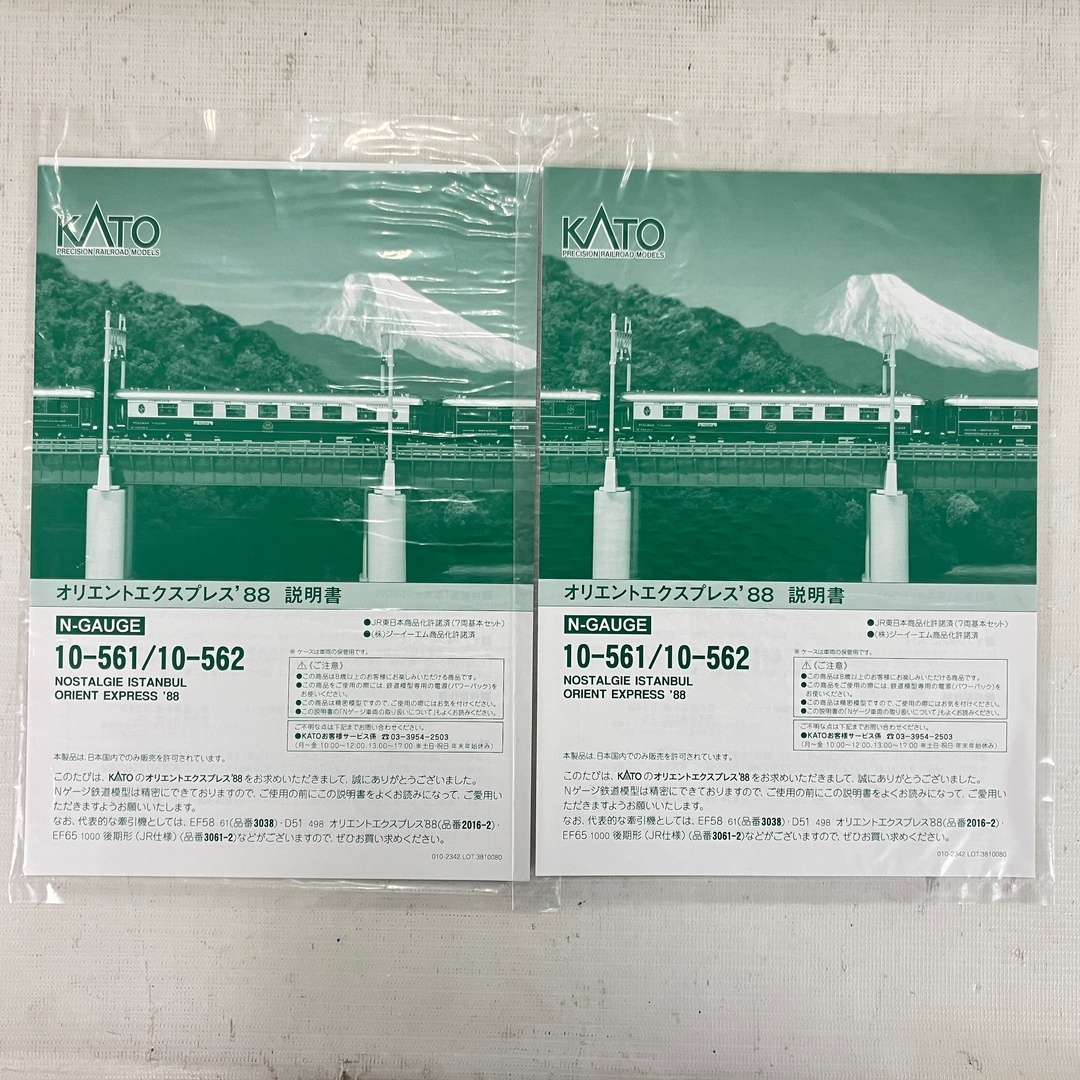 KATO
PRECISION RAILROAD MODELS
オリエントエクスプレス'88 説明書
N-GAUGE
10-561/10-562
NOSTALGIE ISTANBUL
ORIENT EXPRESS '88
●JR東日本商品化許諾済(7両基本セット)
●(株)ジーイーエム商品化許諾済
※ ケースは車両の保管用です。
⚠《ご注意》
●この商品は8歳以上のお客様にお楽しみいただける商品です。
●この商品をご使用の際には、鉄道模型専用の電源(パワーパック)を
お使いください。
●この商品は精密模型ですので、ご使用の際にはお気を付けください。
●この説明書の「Nゲージ車両の取り扱いについて」もよくお読みください。
ご不明な点は下記までお問い合わせください。
●KATOお客様サービス係 ☎03-3954-2503
(月〜金 10:00〜12:00、13:00〜17:00 ※土日・祝日・年末年始休み)
本製品は、日本国内でのみ販売を許可されています。
このたびは、KATOのオリエントエクスプレス'88をお求めいただきまして、誠にありがとうございました。
Nゲージ鉄道模型は精密にできておりますので、ご使用の前にこの説明書をよくお読みになって、ご愛用い
ただきますようお願いいたします。
なお、代表的な牽引機としては、EF58 61(品番3038)・D51 498 オリエントエクスプレス'88(品番2016-2)・
EF65 1000 後期形(JR仕様)(品番3061-2)などがございますので、ぜひお買い求めください。
010-2342 LOT:3810080
KATO
PRECISION RAILROAD MODELS
オリエントエクスプレス'88 説明書
N-GAUGE
10-561/10-562
NOSTALGIE ISTANBUL
ORIENT EXPRESS '88
●JR東日本商品化許諾済(7両基本セット)
●(株)ジーイーエム商品化許諾済
※ ケースは車両の保管用です。
⚠《ご注意》
●この商品は8歳以上のお客様にお楽しみいただける商品です。
●この商品をご使用の際には、鉄道模型専用の電源(パワーパック)を
お使いください。
●この商品は精密模型ですので、ご使用の際にはお気を付けください。
●この説明書の「Nゲージ車両の取り扱いについて」もよくお読みください。
ご不明な点は下記までお問い合わせください。
●KATOお客様サービス係 ☎03-3954-2503
(月〜金 10:00〜12:00、13:00〜17:00 ※土日・祝日・年末年始休み)
本製品は、日本国内でのみ販売を許可されています。
このたびは、KATOのオリエントエクスプレス'88をお求めいただきまして、誠にありがとうございました。
Nゲージ鉄道模型は精密にできておりますので、ご使用の前にこの説明書をよくお読みになって、ご愛用い
ただきますようお願いいたします。
なお、代表的な牽引機としては、EF58 61(品番3038)・D51 498 オリエントエクスプレス'88(品番2016-2)・
EF65 1000 後期形(JR仕様)(品番3061-2)などがございますので、ぜひお買い求めください。
010-2342 LOT:3810080